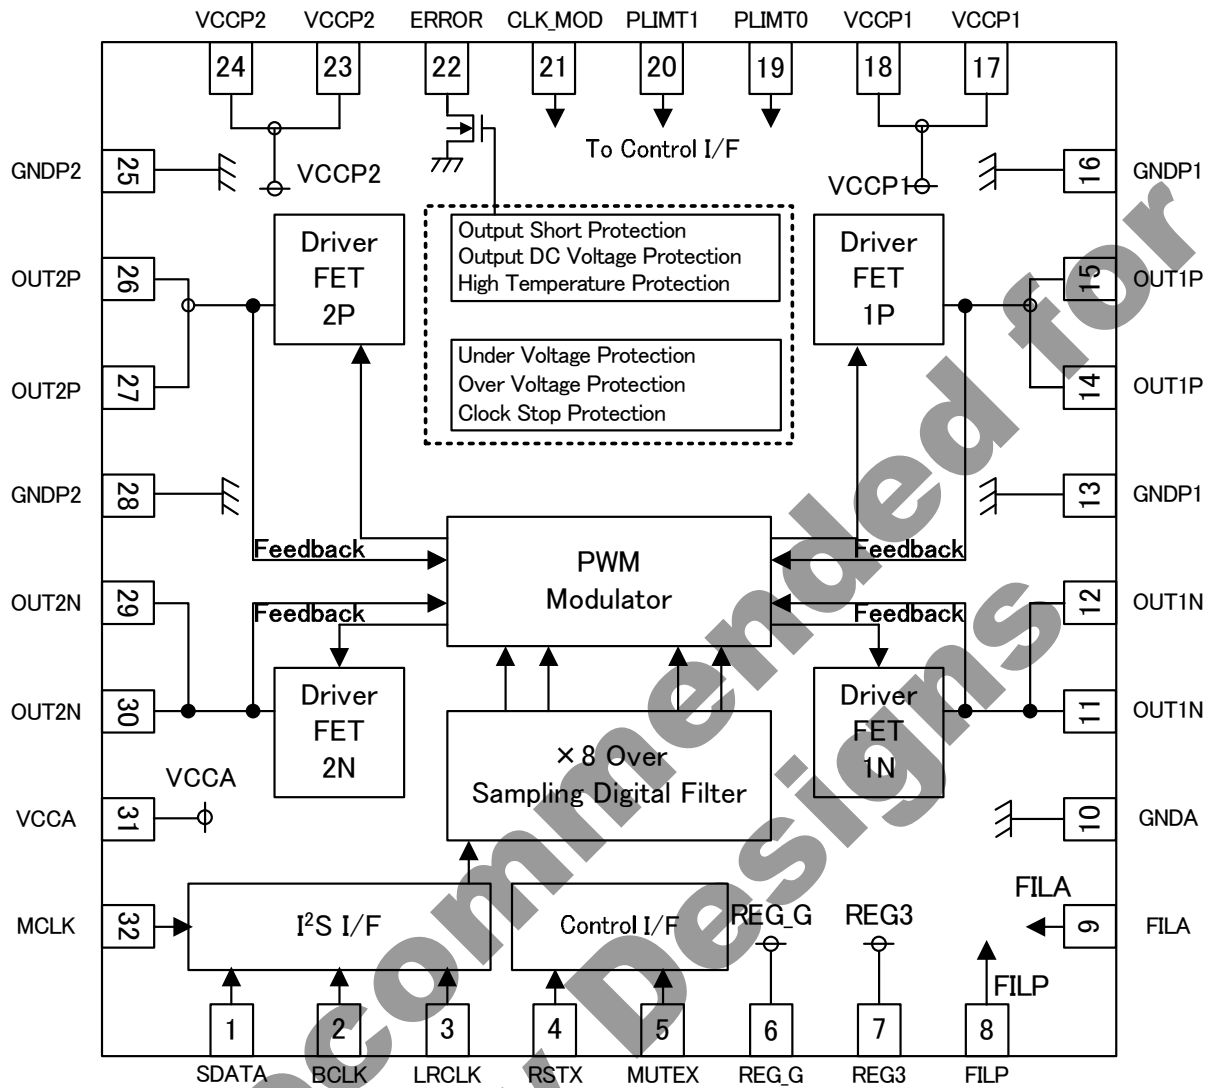 VCCP2 VCCP2 ERROR CLK_MOD PLIMT1 PLIMT0 VCCP1 VCCP1
24 23 22 21 20 19 18 17
To Control I/F
VCCP2
VCCP1
GNDP2 25
16 GNDP1
Output Short Protection
Output DC Voltage Protection
High Temperature Protection
Driver
FET
2P
Driver
FET
1P
OUT2P 26
15 OUT1P
Under Voltage Protection
Over Voltage Protection
Clock Stop Protection
OUT2P 27
14 OUT1P
GNDP2 28
13 GNDP1
Feedback
Feedback
PWM
Modulator
OUT2N 29
12 OUT1N
Feedback
Feedback
Driver
FET
2N
Driver
FET
1N
OUT2N 30
11 OUT1N
×8 Over
Sampling Digital Filter
VCCA
VCCA 31
10 GNDA
I²S I/F
Control I/F
REG_G
REG3
FILA
MCLK 32
9 FILA
FILP
1 2 3 4 5 6 7 8
SDATA BCLK LRCLK RSTX MUTEX REG_G REG3 FILP
commended for
Designs